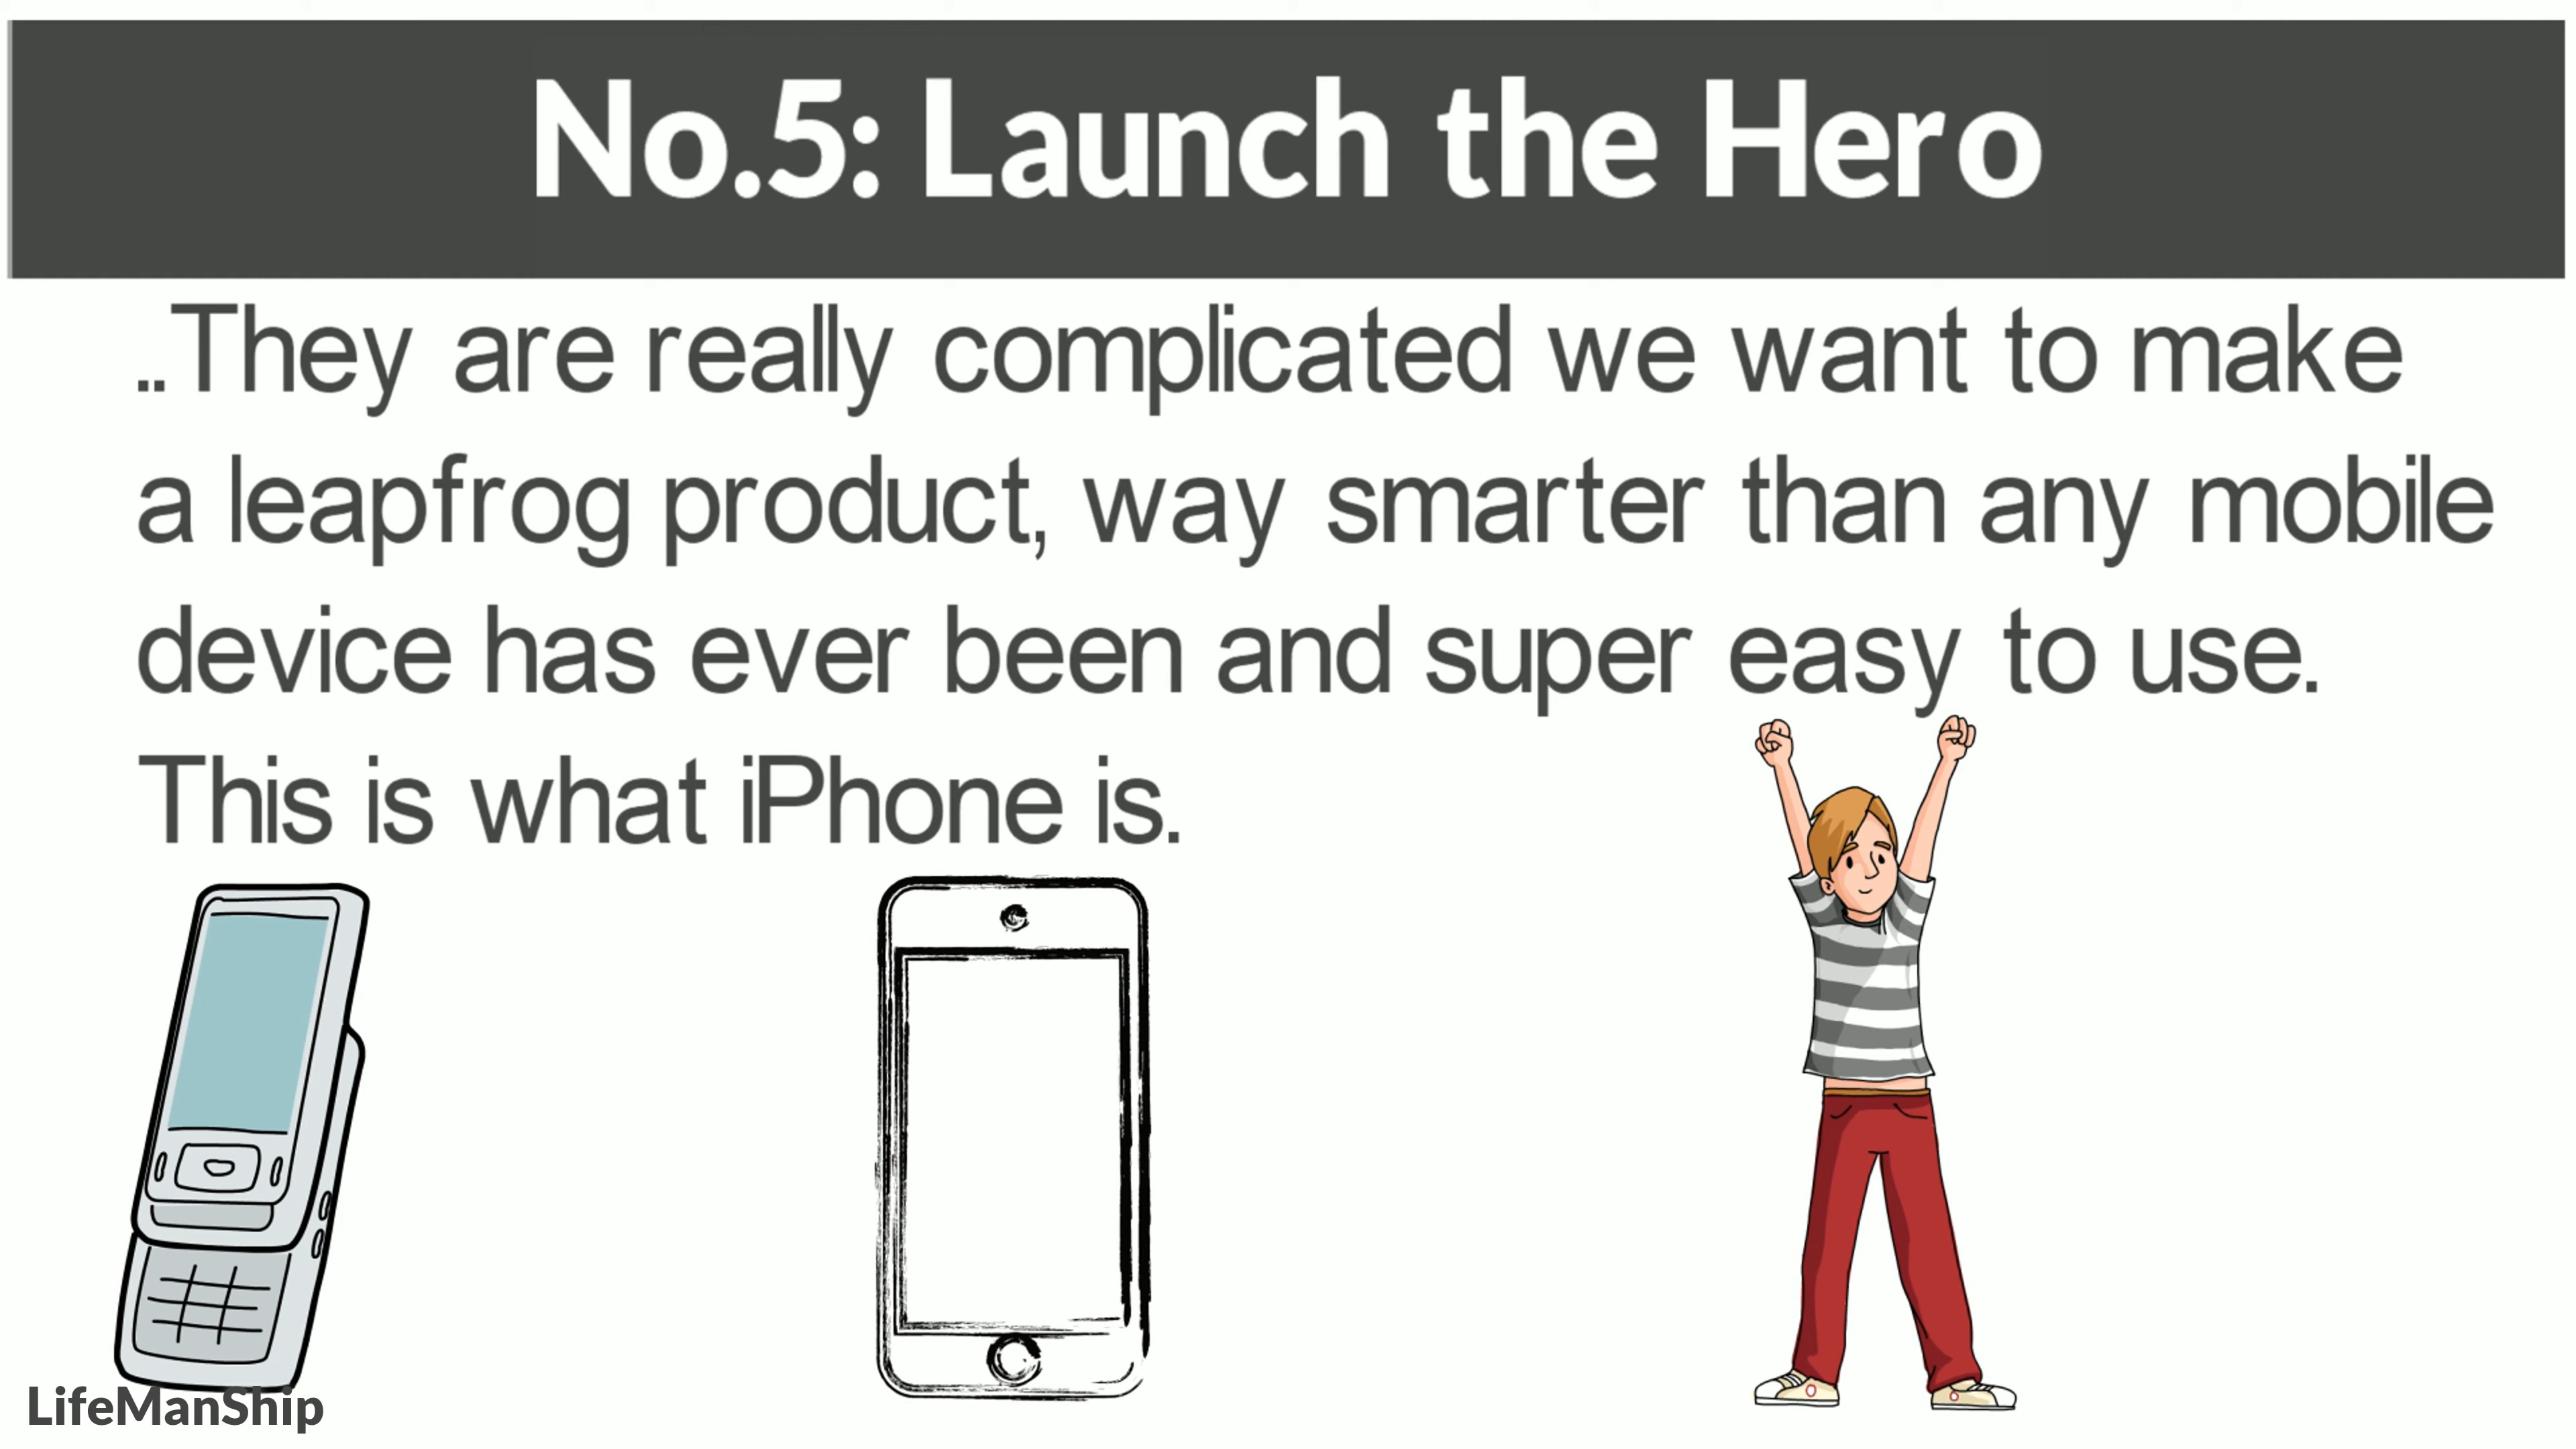 No.5: Launch the Hero
..They are really complicated we want to make
a leapfrog product, way smarter than any mobile
device has ever been and super easy to use.
This is what iPhone is.
LifeManShip